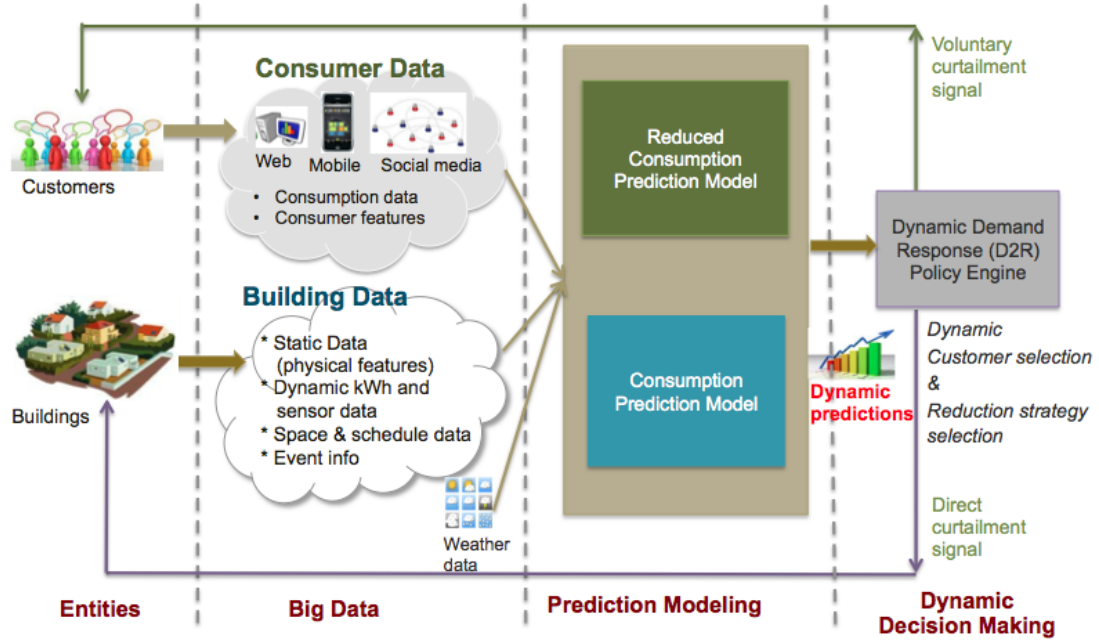 Consumer Data
Web
Mobile
Social media
• Consumption data
• Consumer features
Customers
Building Data
* Static Data
(physical features)
* Dynamic kWh and
sensor data
* Space & schedule data
* Event info
Buildings
Weather
data
Reduced
Consumption
Prediction Model
Consumption
Prediction Model
Voluntary
curtailment
signal
Dynamic Demand
Response (D2R)
Policy Engine
Dynamic
predictions
Dynamic
Customer selection
&
Reduction strategy
selection
Direct
curtailment
signal
Entities
Big Data
Prediction Modeling
Dynamic
Decision Making